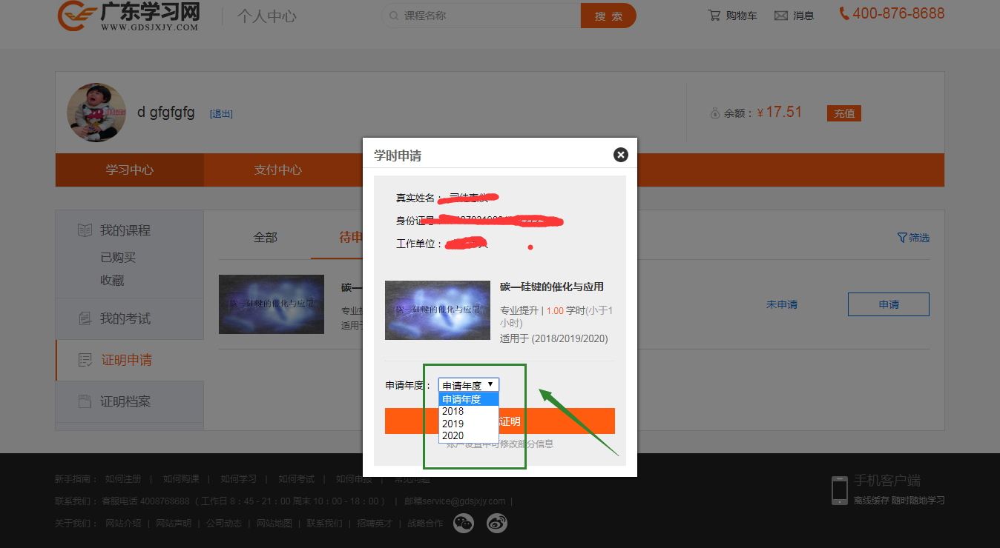 广东学习网
WWW.GDSJXJY.COM
个人中心
课程名称
搜 索
购物车
消息
400-876-8688
d gfgfgfg
[退出]
余额：¥17.51
充值
学习中心
支付中心
我的课程
已购买
收藏
我的考试
证明申请
证明档案
全部
待申
筛选
碳一硅键的催化与应用
碳—
专业提
适用于
未申请
申请
学时申请
真实姓名：
身份证号：
工作单位：
碳一硅键的催化与应用
碳—硅键的催化与应用
专业提升 | 1.00 学时(小于1
小时)
适用于 (2018/2019/2020)
申请年度：
申请年度
申请年度
2018
2019
2020
证明
账户设置中可修改部分信息
新手指南： 如何注册 | 如何购课 | 如何学习 | 如何考试 | 如何申报 | 常见问题
联系我们： 客服电话 4008768688（ 工作日 8：45 - 21：00 周末 10：00 - 18：00 ） | 邮箱service@gdsjxjy.com |
关于我们： 网站介绍 | 网站声明 | 公司动态 | 网站地图 | 联系我们 | 招聘英才 | 战略合作
手机客户端
离线缓存 随时随地学习